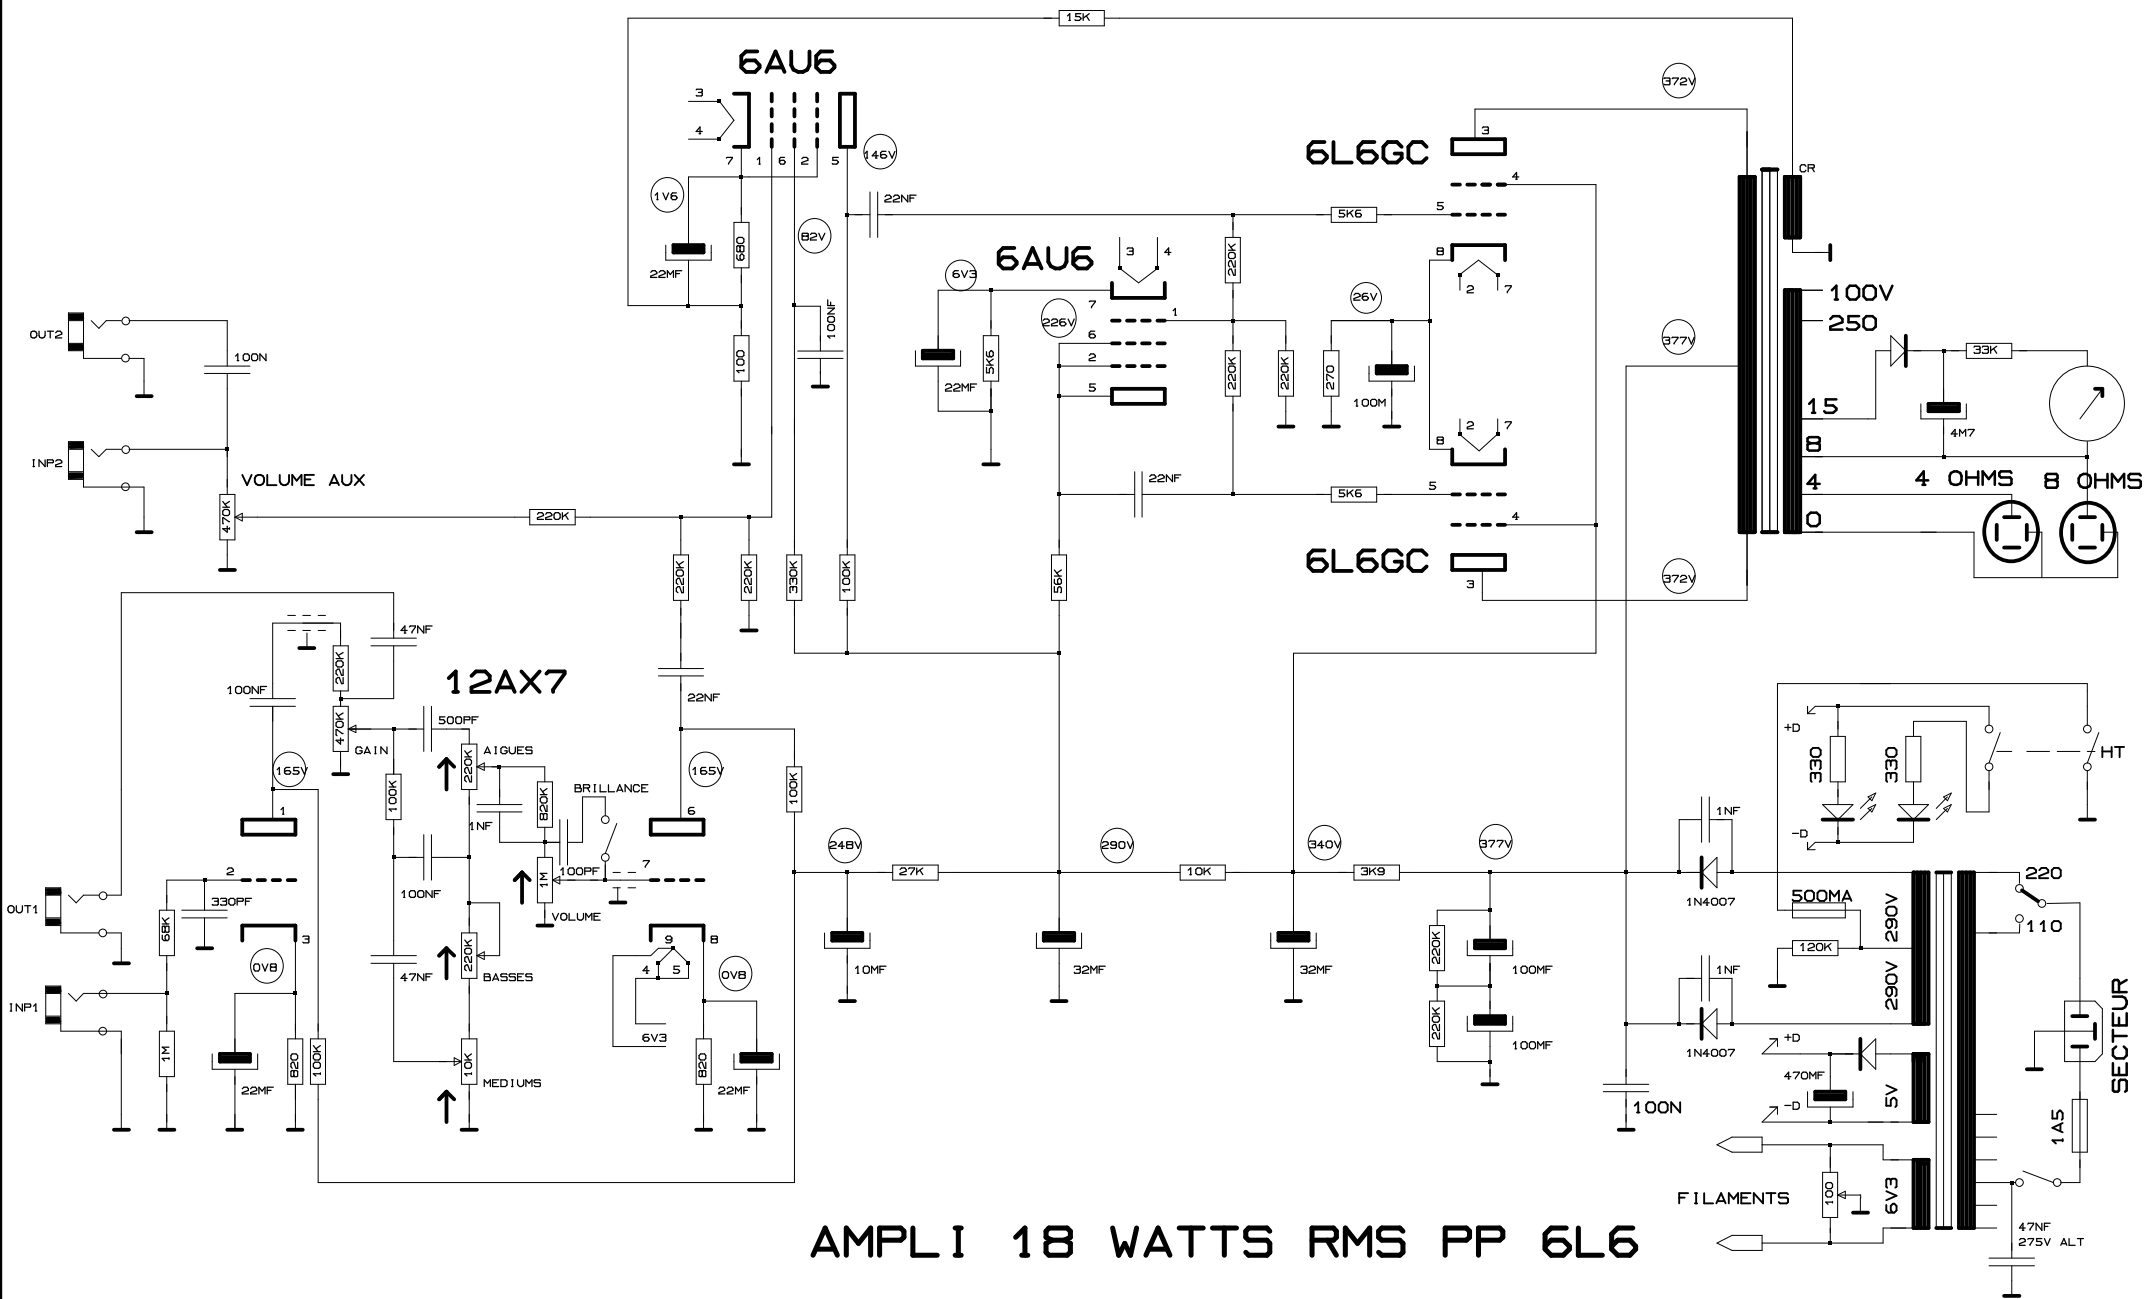 15K
6AU6
3
4
7
1
6
2
5
146V
1V6
82V
680
22MF
100
100NF
22NF
372V
6L6GC
3
4
5
5K6
CR
6AU6
3
4
6V3
7
1
226V
6
2
5
5K6
22MF
220K
220K
220K
26V
270
100M
8
2
7
2
7
8
377V
100V
250
33K
15
4M7
8
4
0
4 OHMS
8 OHMS
OUT2
100N
INP2
VOLUME AUX
470K
220K
22NF
5K6
5
4
6L6GC
3
372V
220K
220K
330K
100K
56K
47NF
220K
100NF
12AX7
22NF
470K
GAIN
500PF
AIGUES
220K
165V
165V
100K
820K
BRILLANCE
100K
1
1NF
6
2
330PF
100NF
1M
100PF
7
VOLUME
OUT1
68K
3
0V8
47NF
220K
BASSES
9
8
4
5
0V8
6V3
INP1
1M
22MF
820
100K
10K
MEDIUMS
820
22MF
248V
27K
10MF
290V
32MF
10K
340V
32MF
3K9
377V
220K
100MF
220K
100MF
1NF
1N4007
1NF
1N4007
100N
+D
330
330
HT
-D
500MA
120K
290V
290V
220
110
+D
470MF
-D
5V
SECTEUR
1A5
FILAMENTS
100
6V3
47NF
275V ALT
AMPLI 18 WATTS RMS PP 6L6